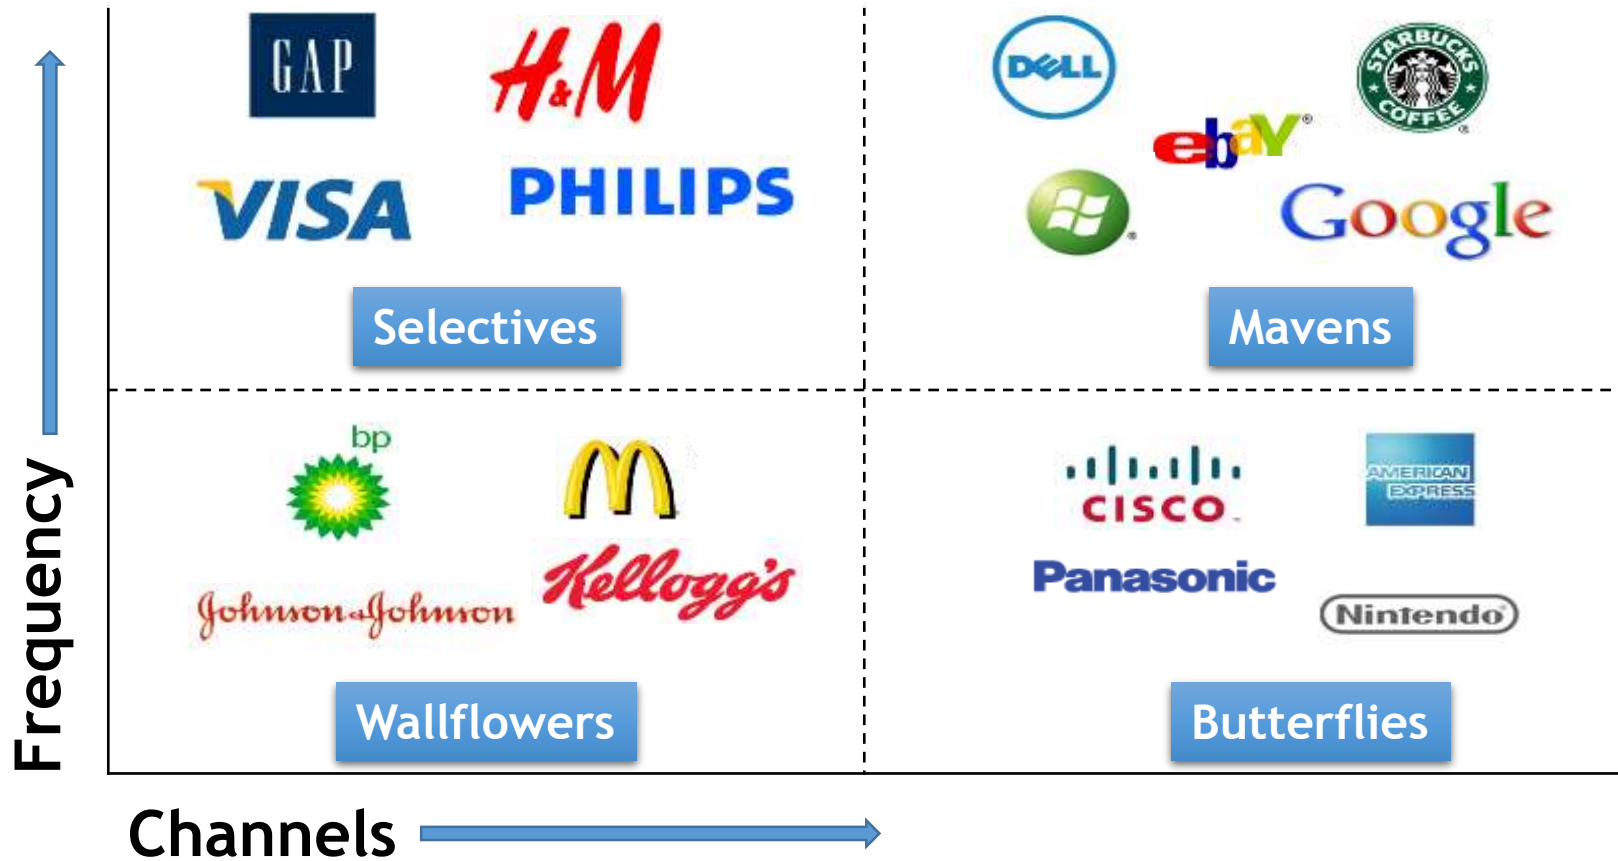 GAP
H&M
VISA
PHILIPS
Selectives
DELL
STARBUCKS
COFFEE
®
ebaY®
®
Google
Mavens
bp
M
Johnson&Johnson
Kellogg's
Wallflowers
CISCO
AMERICAN
EXPRESS
Panasonic
Nintendo®
Butterflies
Frequency
Channels